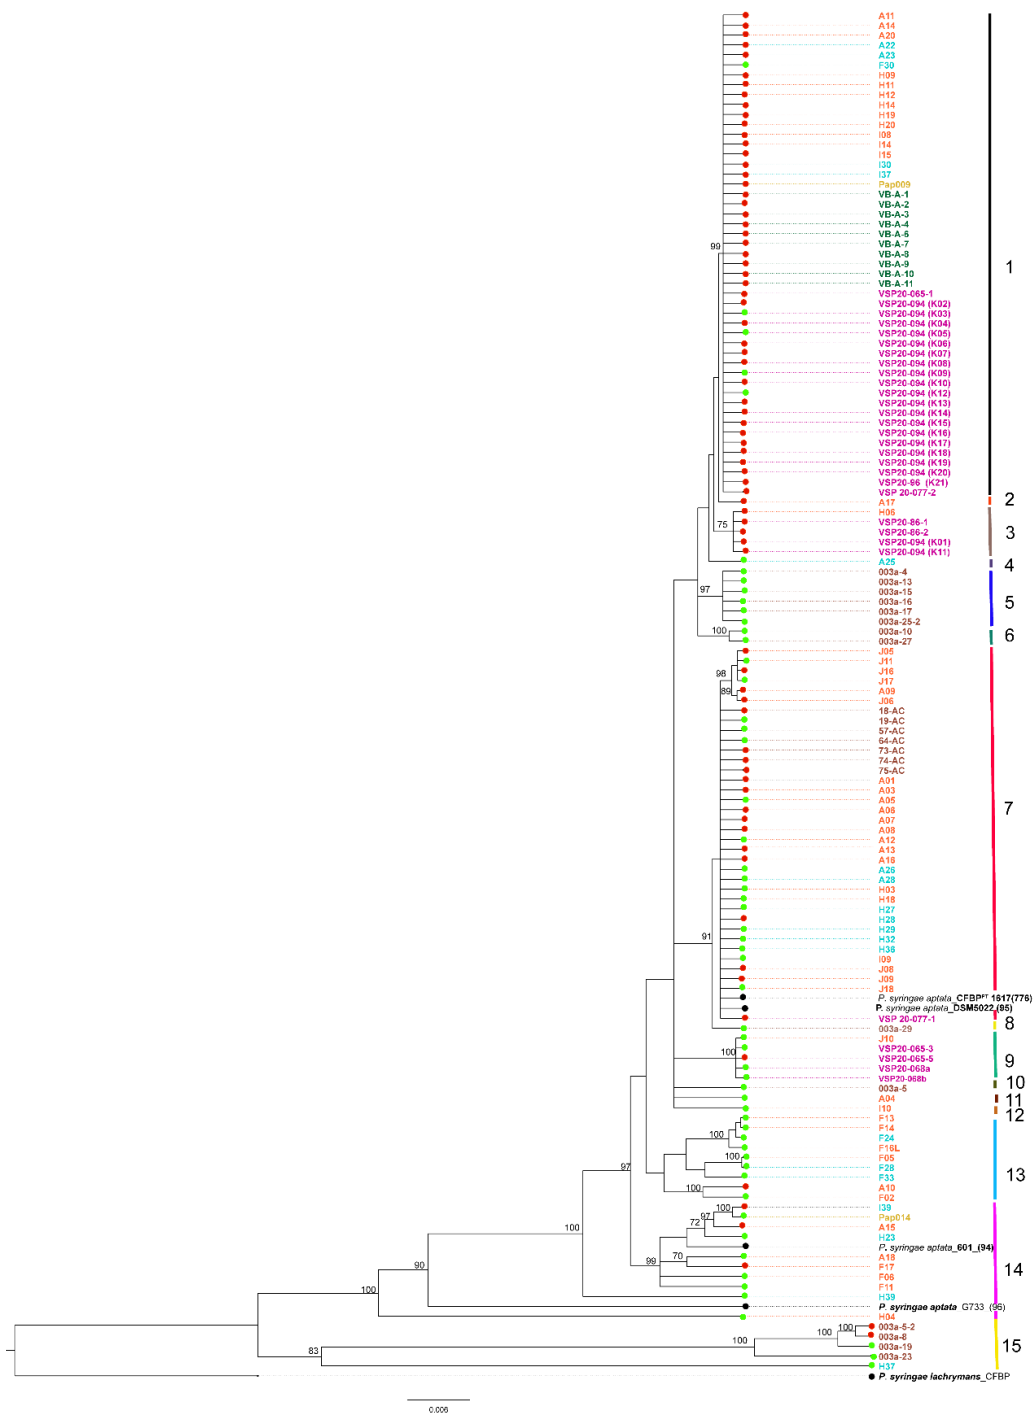 A11
A14
A20
A22
A23
F30
H09
H11
H12
H14
H19
H20
I08
I14
I15
I30
I37
Pap009
VB-A-1
VB-A-2
VB-A-3
VB-A-4
VB-A-6
VB-A-7
99
VB-A-8
VB-A-9
1
VB-A-10
VB-A-11
VSP20-065-1
VSP20-094 (K02)
VSP20-094 (K03)
VSP20-094 (K04)
VSP20-094 (K05)
VSP20-094 (K06)
VSP20-094 (K07)
VSP20-094 (K08)
VSP20-094 (K09)
VSP20-094 (K10)
VSP20-094 (K12)
VSP20-094 (K13)
VSP20-094 (K14)
VSP20-094 (K15)
VSP20-094 (K16)
VSP20-094 (K17)
VSP20-094 (K18)
VSP20-094 (K19)
VSP20-094 (K20)
VSP20-96 (K21)
VSP 20-077-2
A17
2
H06
VSP20-86-1
75
VSP20-86-2
3
VSP20-094 (K01)
VSP20-094 (K11)
A25
4
003a-4
003a-13
97
003a-15
003a-16
5
003a-17
003a-25-2
100
003a-10
6
003a-27
J05
J11
98
J16
J17
89
A09
J06
18-AC
7
19-AC
57-AC
64-AC
73-AC
74-AC
75-AC
A01
A03
A05
A06
A07
A08
A12
A13
A16
A26
A28
H03
H18
H27
H28
H29
91
H32
H36
I09
J08
J09
J18
P. syringae aptata_CFBPPT 1617(776)
P. syringae aptata_DSM5022 (95)
VSP 20-077-1
003a-29
8
J10
VSP20-065-3
100
VSP20-065-5
9
VSP20-068a
VSP20-068b
003a-5
10
A04
11
I10
12
F13
F14
100
F24
F16L
100
F05
97
F28
13
F33
100
A10
F02
100
I39
97
Pap014
100
72
A15
H23
P. syringae aptata_601_(94)
70
A18
99
F17
90
14
F06
F11
100
H39
P. syringae aptata G733 (96)
H04
100
003a-5-2
100
003a-8
100
003a-19
15
83
003a-23
H37
P. syringae lachrymans_CFBP
0.006